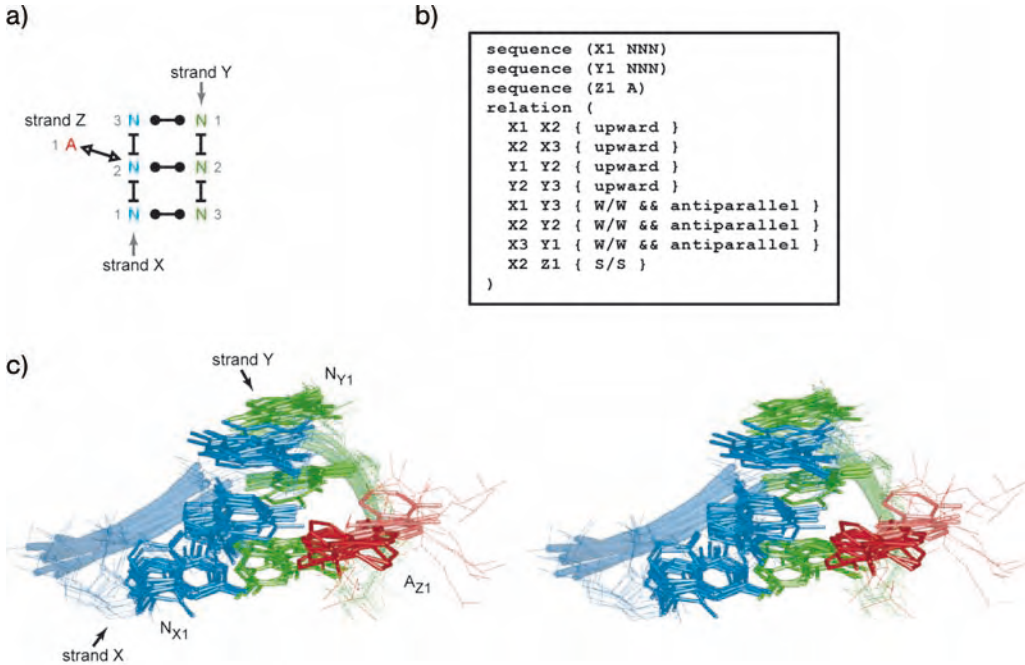 a)
strand Y
3 N N 1
strand Z
1 A
2 N N 2
1 N N 3
strand X
b)
sequence (X1 NNN)
sequence (Y1 NNN)
sequence (Z1 A)
relation (
X1 X2 { upward }
X2 X3 { upward }
Y1 Y2 { upward }
Y2 Y3 { upward }
X1 Y3 { W/W && antiparallel }
X2 Y2 { W/W && antiparallel }
X3 Y1 { W/W && antiparallel }
X2 Z1 { S/S }
)
c)
strand Y
NY1
AZ1
NX1
strand X